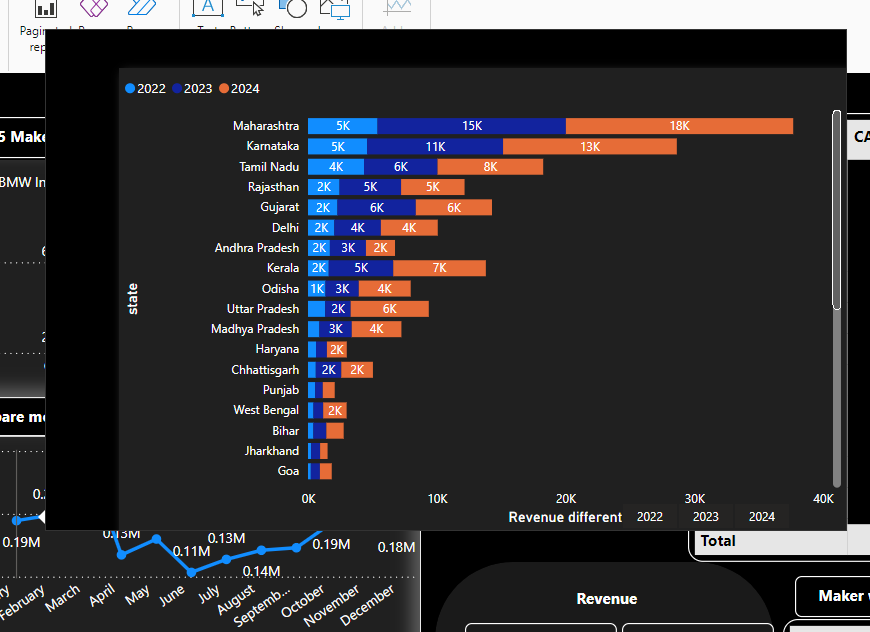 A
rep
2022 2023 2024
5 Make
BMW In
CA
Maharashtra 5K 15K 18K
Karnataka 5K 11K 13K
Tamil Nadu 4K 6K 8K
Rajasthan 2K 5K 5K
Gujarat 2K 6K 6K
Delhi 2K 4K 4K
Andhra Pradesh 2K 3K 2K
Kerala 2K 5K 7K
Odisha 1K 3K 4K
Uttar Pradesh 2K 6K
Madhya Pradesh 3K 4K
Haryana 2K
Chhattisgarh 2K 2K
Punjab
West Bengal 2K
Bihar
Jharkhand
Goa
state
0K 10K 20K 30K 40K
Revenue different 2022 2023 2024
pare me
0.19M
0.13M
0.11M
0.13M
0.14M
0.19M
0.18M
February March April May June July August Septemb... October November December
Total
Revenue
Maker